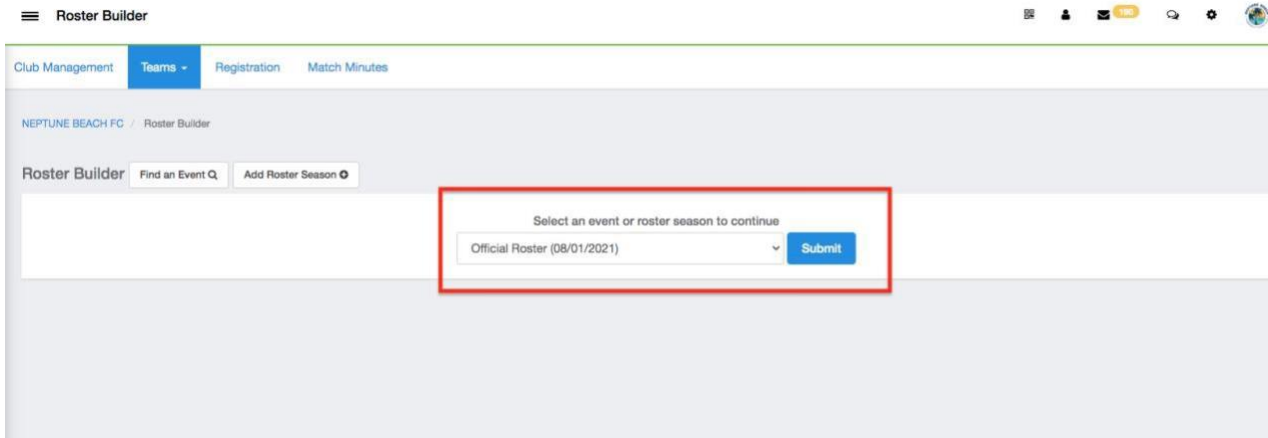 Roster Builder
190
Club Management Teams Registration Match Minutes
NEPTUNE BEACH FC / Roster Builder
Roster Builder Find an Event Add Roster Season
Select an event or roster season to continue
Official Roster (08/01/2021) Submit